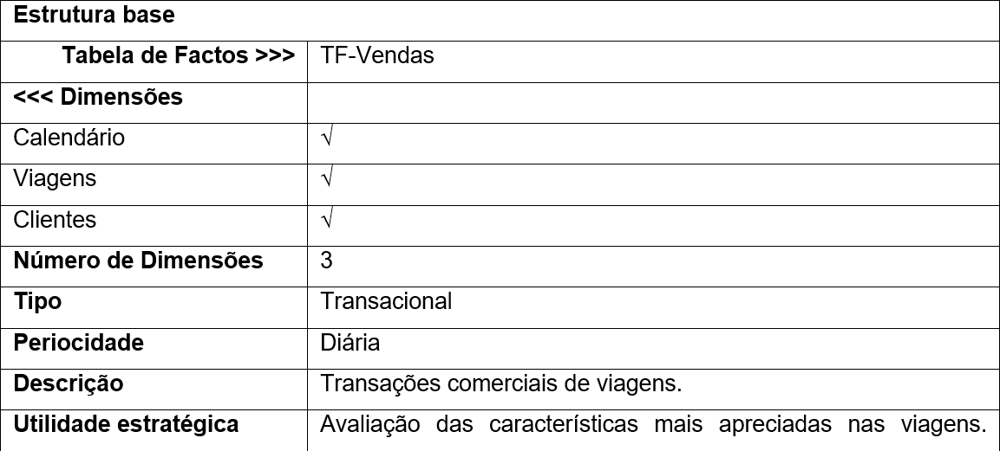 Estrutura base
Tabela de Factos >>> TF-Vendas
<<< Dimensões
Calendário √
Viagens √
Clientes √
Número de Dimensões 3
Tipo Transacional
Periocidade Diária
Descrição Transações comerciais de viagens.
Utilidade estratégica Avaliação das características mais apreciadas nas viagens.